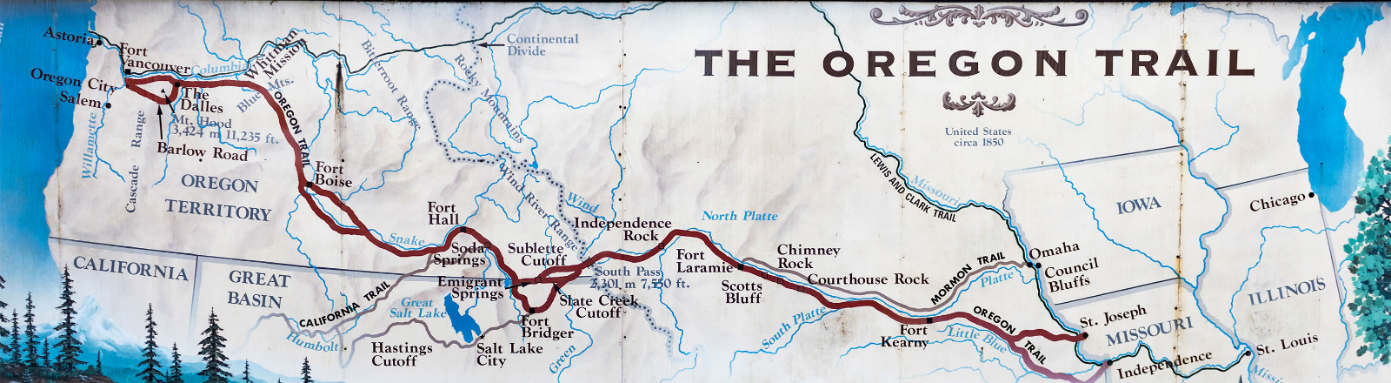 THE OREGON TRAIL
United States
circa 1850
Continental
Divide
Astoria
Fort
Vancouver
Columbia
Whitman
Mission
Oregon City
Salem
The
Dalles
Blue Mts.
Mt. Hood
3,424 m 11,235 ft.
Barlow Road
Willamette
Cascade Range
OREGON TRAIL
Bitterroot Range
Rocky Mountains
OREGON
TERRITORY
Fort
Boise
Snake
Fort
Hall
Soda
Springs
Sublette
Cutoff
Wind River Range
Wind
Independence
Rock
North Platte
South Pass
2,301 m 7,550 ft.
Emigrant
Springs
Slate Creek
Cutoff
Fort
Bridger
Green
CALIFORNIA
GREAT
BASIN
CALIFORNIA TRAIL
Humbolt
Great
Salt Lake
Hastings
Cutoff
Salt Lake
City
Fort
Laramie
Scotts
Bluff
Chimney
Rock
Courthouse Rock
South Platte
Fort
Kearny
MORMON TRAIL
Platte
Little Blue
OREGON
TRAIL
LEWIS AND CLARK TRAIL
Missouri
Omaha
Council
Bluffs
IOWA
Chicago
ILLINOIS
St. Joseph
MISSOURI
Independence
St. Louis